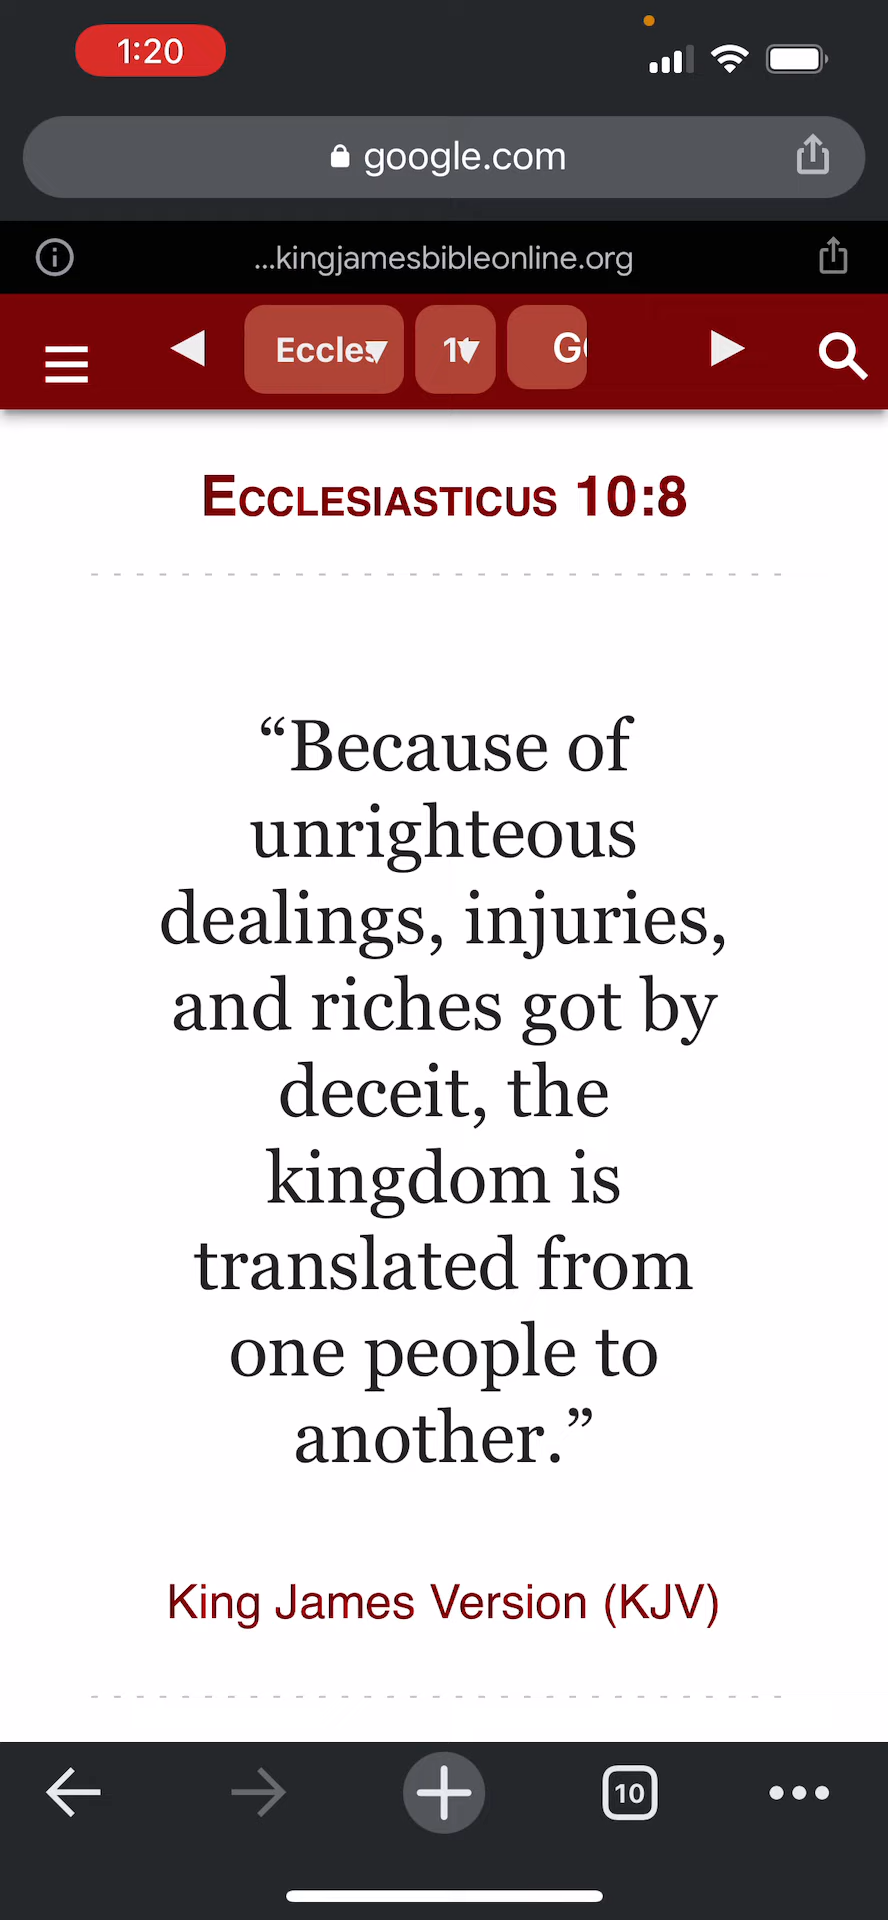 1:20
google.com
...kingjamesbibleonline.org
Eccles 1 G
Ecclesiasticus 10:8
“Because of
unrighteous
dealings, injuries,
and riches got by
deceit, the
kingdom is
translated from
one people to
another.”
King James Version (KJV)
10